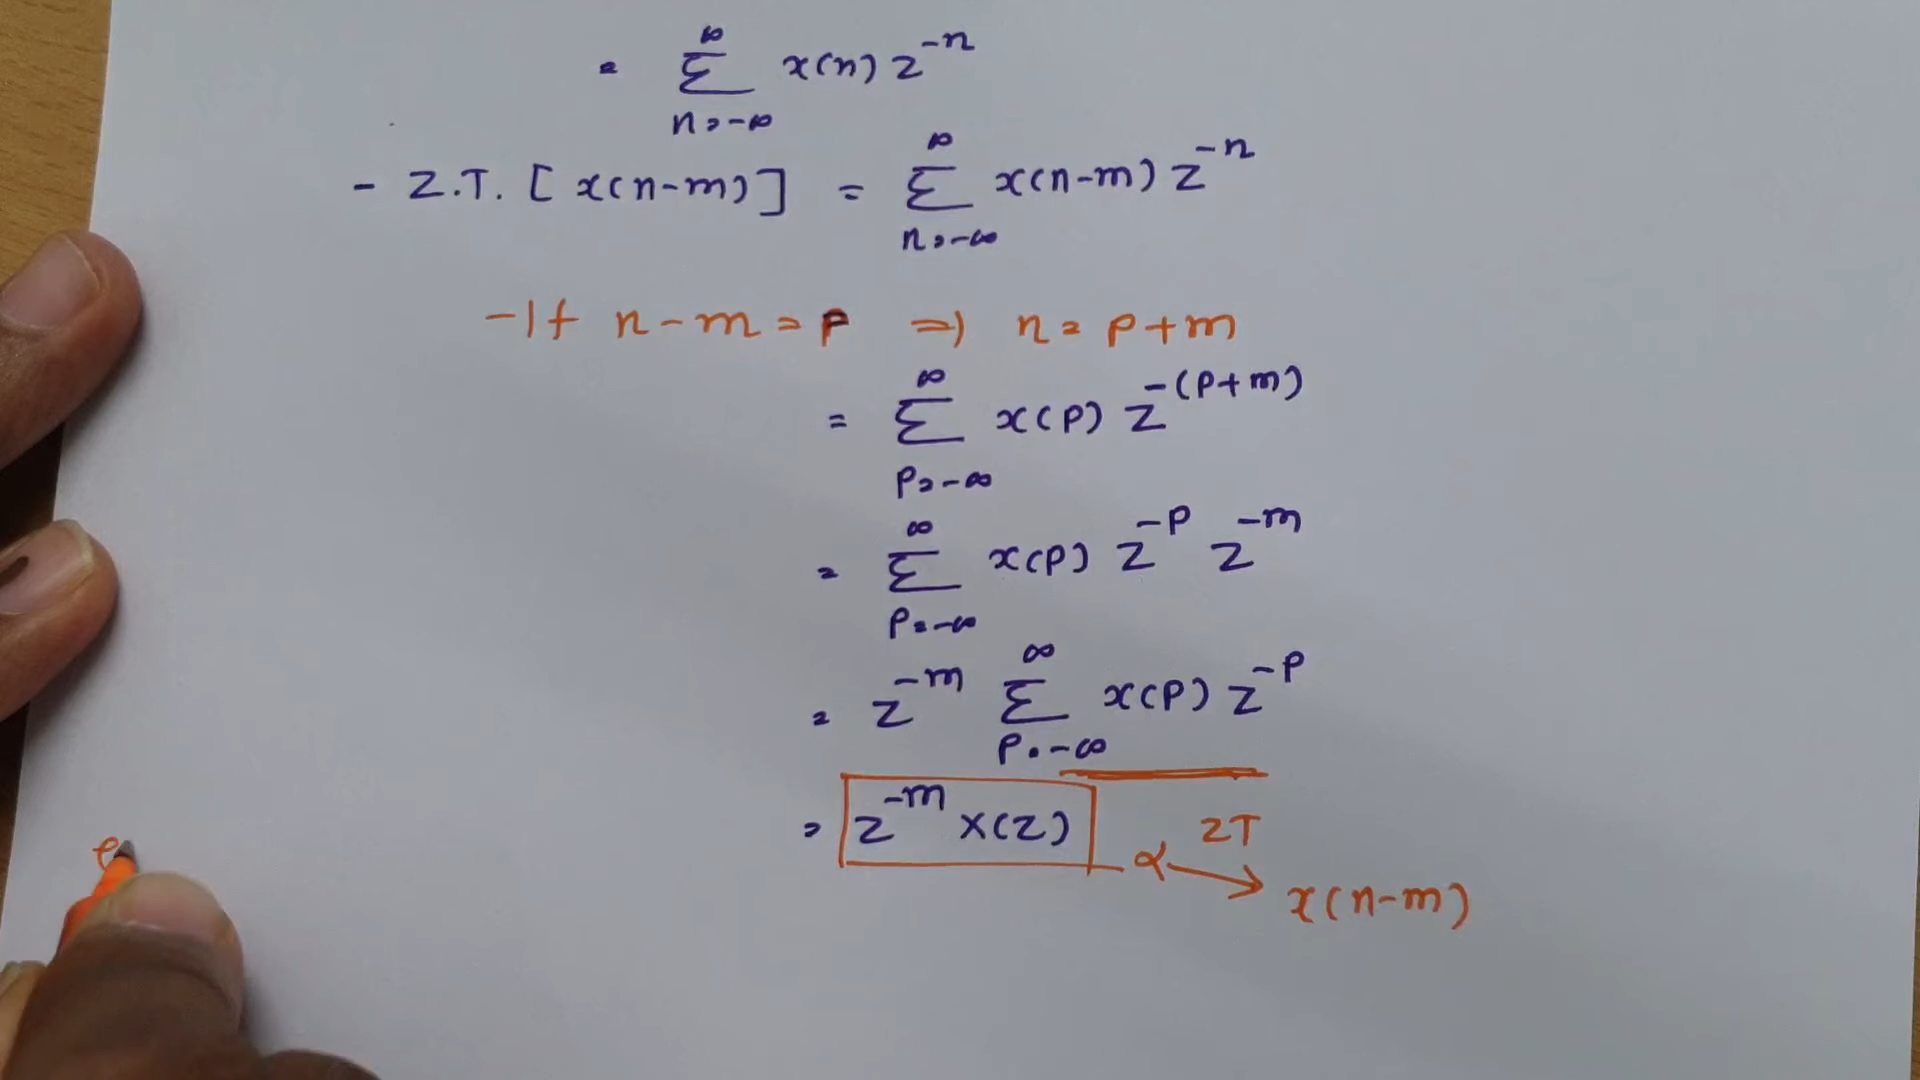 = ∞ Σ n=-∞ x(n) z^-n
- Z.T. [x(n-m)] = ∞ Σ n=-∞ x(n-m) z^-n
- If n-m=p ⇒ n=p+m
= ∞ Σ p=-∞ x(p) z^-(p+m)
= ∞ Σ p=-∞ x(p) z^-p z^-m
= z^-m ∞ Σ p=-∞ x(p) z^-p
= z^-m X(z) ZT
x(n-m)